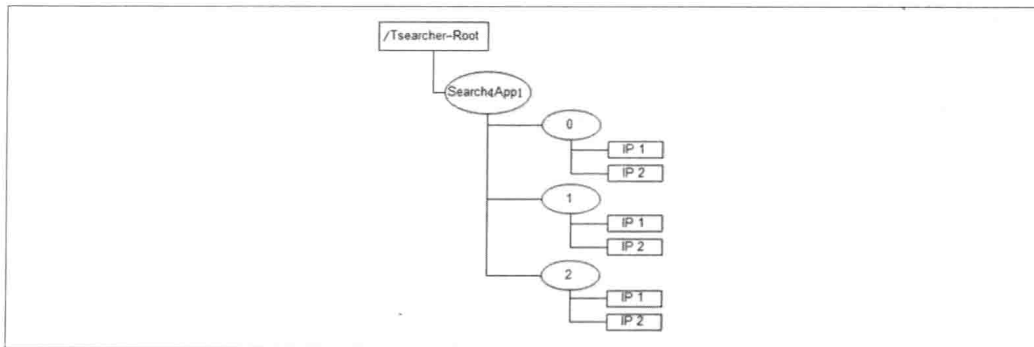 /Tsearcher-Root
Search4App1
0
IP 1
IP 2
1
IP 1
IP 2
2
IP 1
IP 2